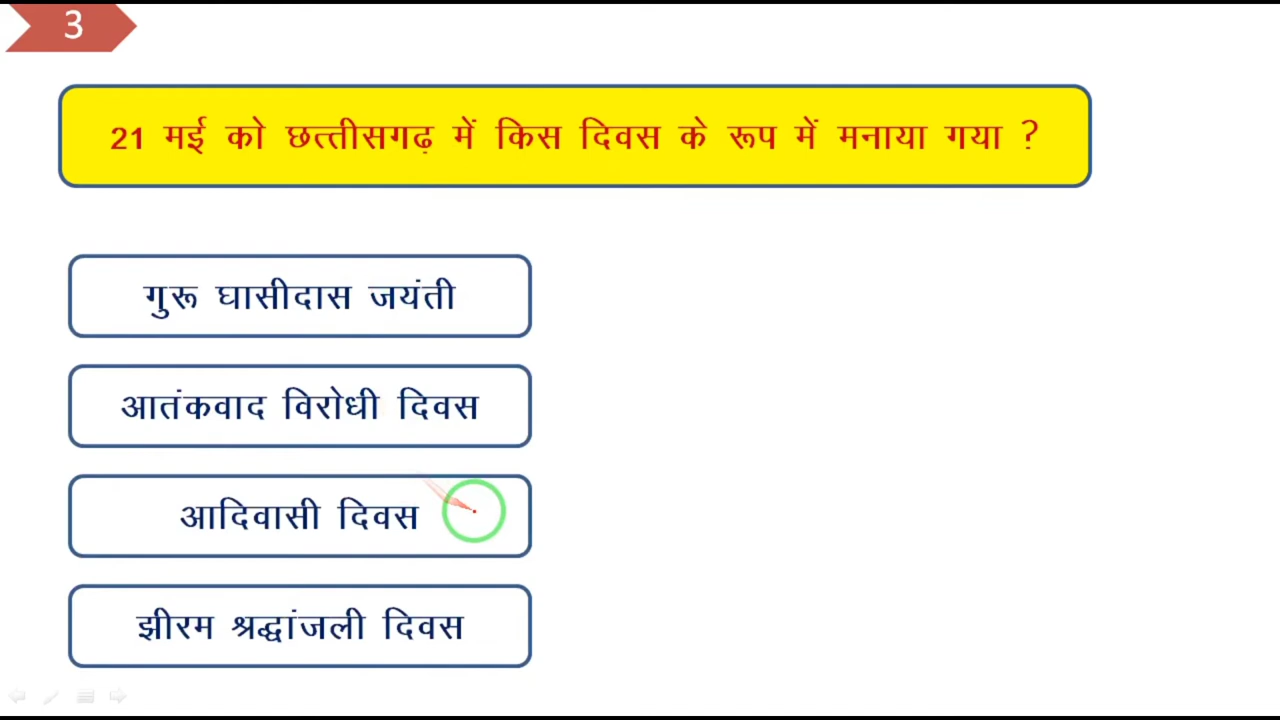 3
21 मई को छत्तीसगढ़ में किस दिवस के रूप में मनाया गया ?
गुरू घासीदास जयंती
आतंकवाद विरोधी दिवस
आदिवासी दिवस
झीरम श्रद्धांजली दिवस